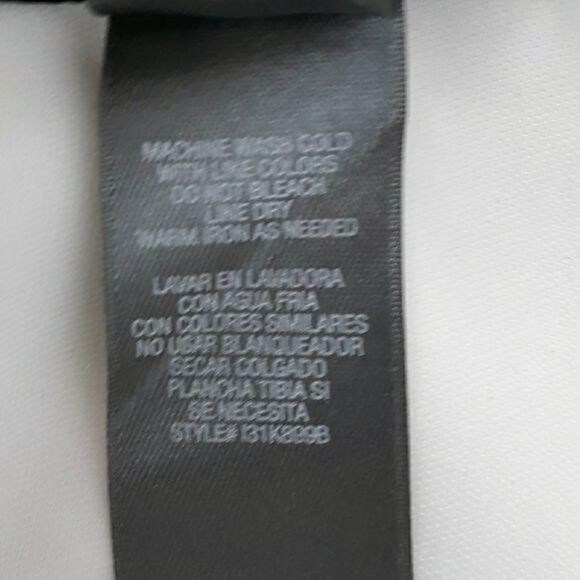 MACHINE WASH COLD
WITH LIKE COLORS
DO NOT BLEACH
LINE DRY
WARM IRON AS NEEDED
LAVAR EN LAVADORA
CON AGUA FRIA
CON COLORES SIMILARES
NO USAR BLANQUEADOR
SECAR COLGADO
PLANCHA TIBIA SI
SE NECESITA
STYLE#